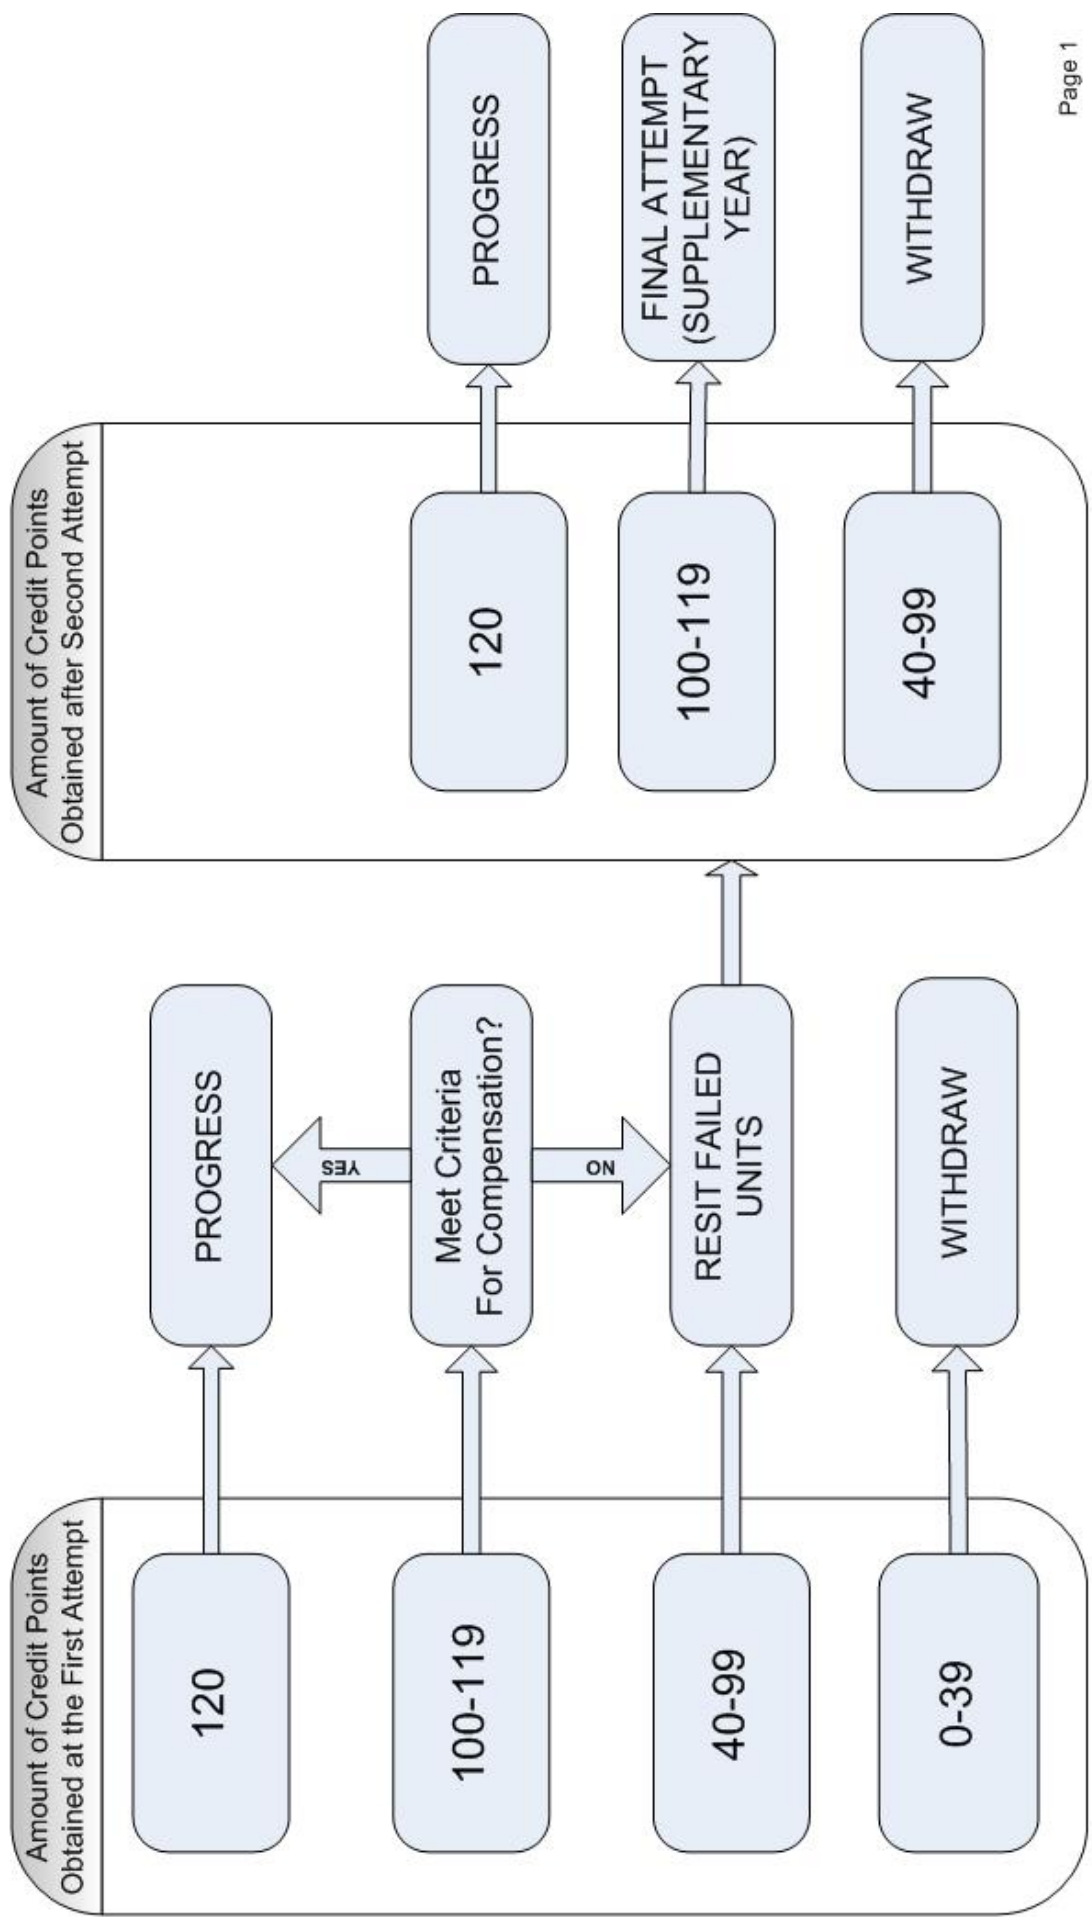 Amount of Credit Points
Obtained at the First Attempt
120
100-119
40-99
0-39
PROGRESS
YES
Meet Criteria
For Compensation?
NO
RESIT FAILED
UNITS
WITHDRAW
Amount of Credit Points
Obtained after Second Attempt
120
100-119
40-99
PROGRESS
FINAL ATTEMPT
(SUPPLEMENTARY
YEAR)
WITHDRAW
Page 1